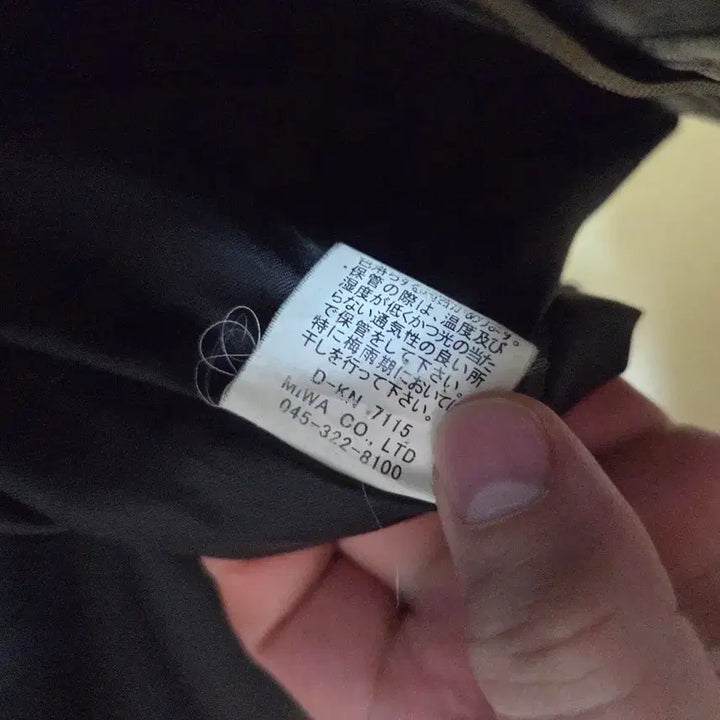 ・保管の際は、温度及び
湿度が低くかつ光の当た
らない通気性の良い所
で保管をして下さい。
特に梅雨期においては
干しを行って下さい。
D-KN 7115
MIWA CO., LTD
045-322-8100